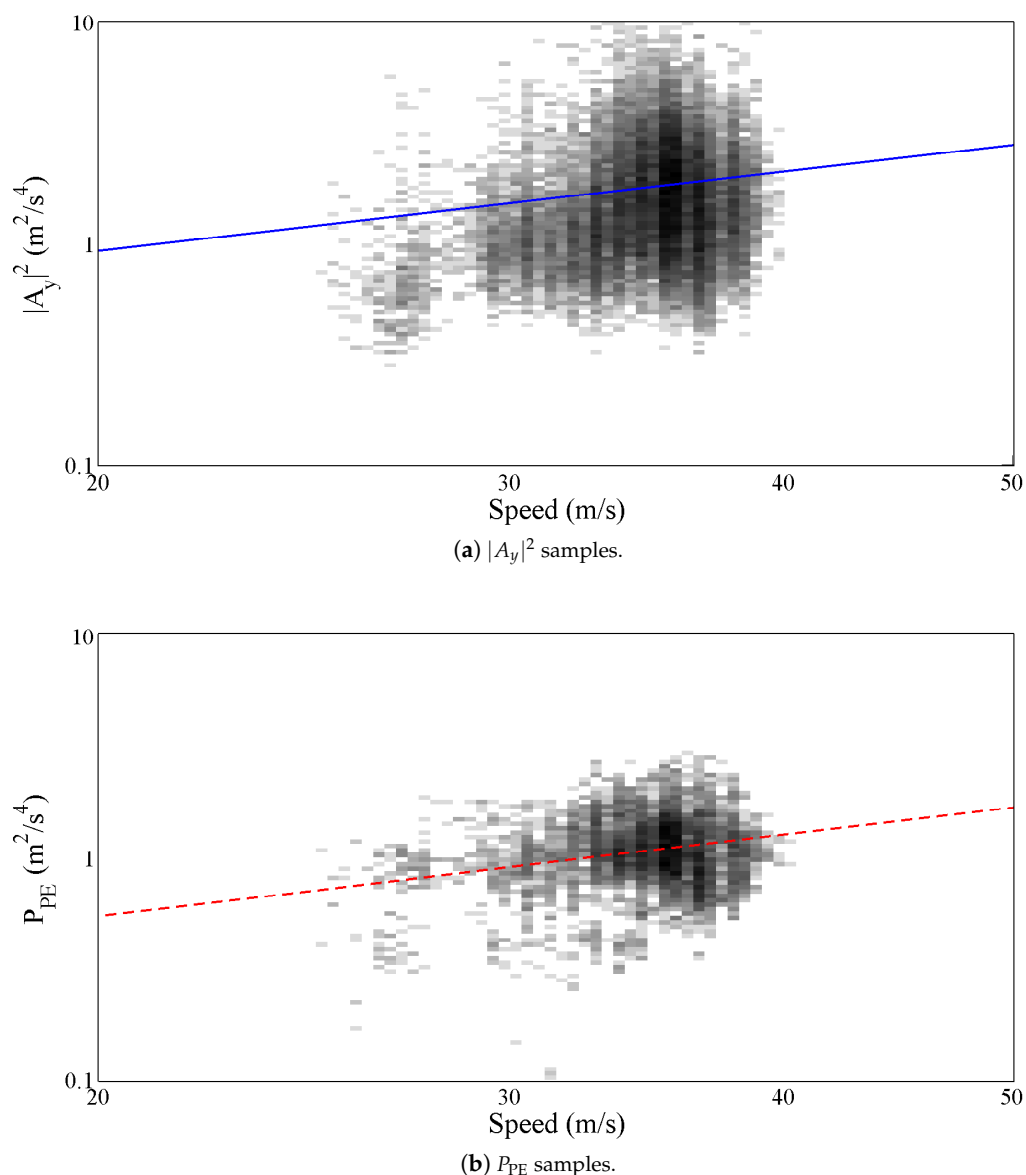 10
|A_y|^2 (m^2/s^4)
1
0.1
20 30 40 50
Speed (m/s)
(a) |A_y|^2 samples.
10
P_PE (m^2/s^4)
1
0.1
20 30 40 50
Speed (m/s)
(b) P_PE samples.